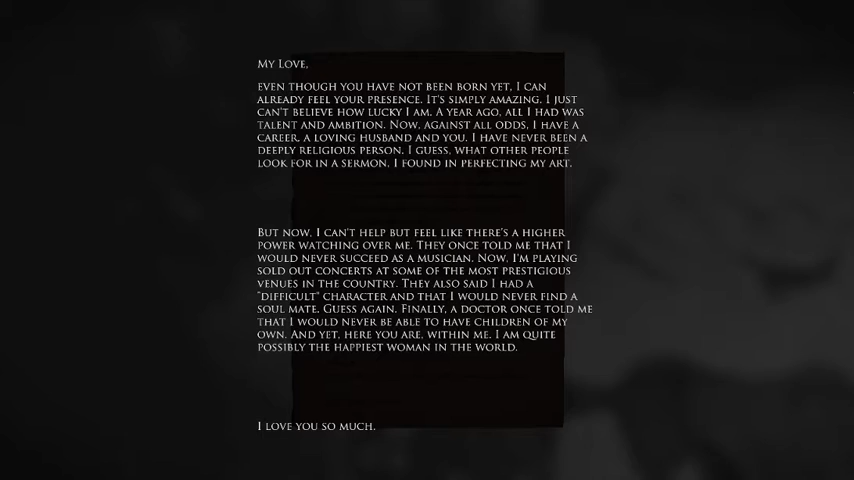 My Love,
even though you have not been born yet, I can
already feel your presence. It's simply amazing. I just
can't believe how lucky I am. A year ago, all I had was
talent and ambition. Now, against all odds, I have a
career, a loving husband and you. I have never been a
deeply religious person. I guess, what other people
look for in a sermon, I found in perfecting my art.
But now, I can't help but feel like there's a higher
power watching over me. They once told me that I
would never succeed as a musician. Now, I'm playing
sold out concerts at some of the most prestigious
venues in the country. They also said I had a
"difficult" character and that I would never find a
soul mate. Guess again. Finally, a doctor once told me
that I would never be able to have children of my
own. And yet, here you are, within me. I am quite
possibly the happiest woman in the world.
I love you so much.